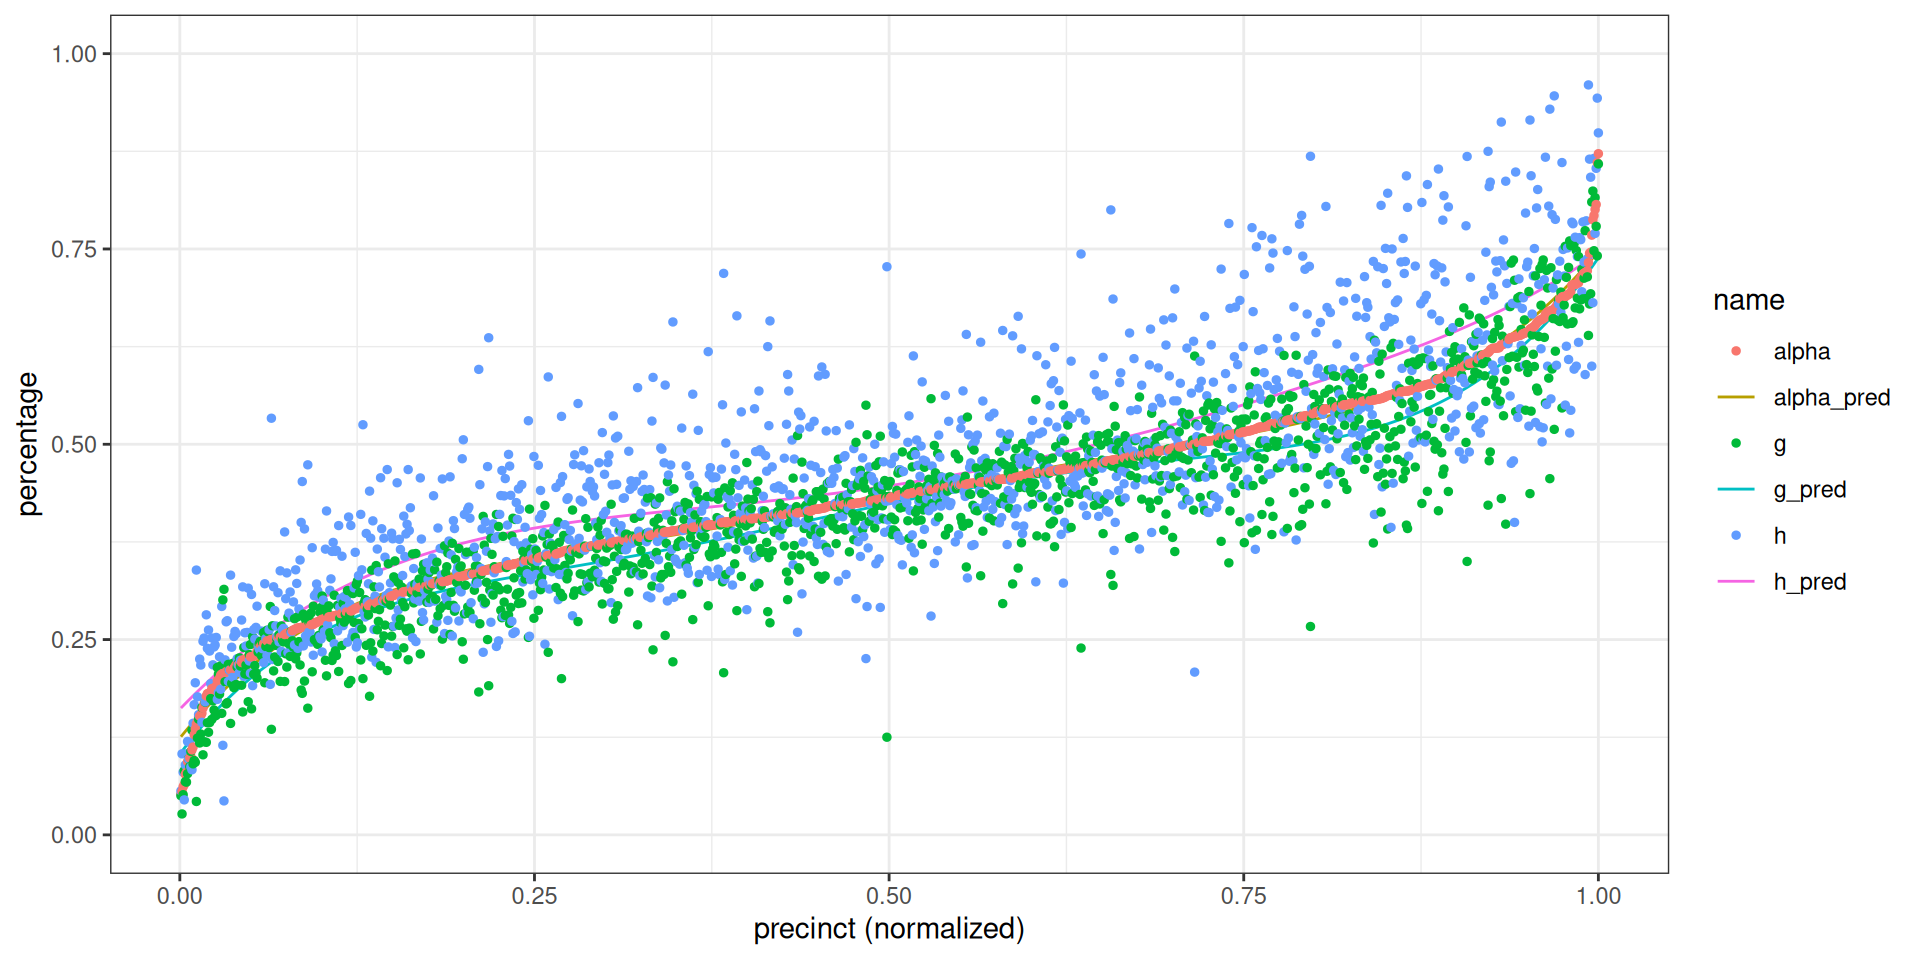 1.00
0.75
0.50
0.25
0.00
percentage
0.00 0.25 0.50 0.75 1.00
precinct (normalized)
name
alpha
alpha_pred
g
g_pred
h
h_pred